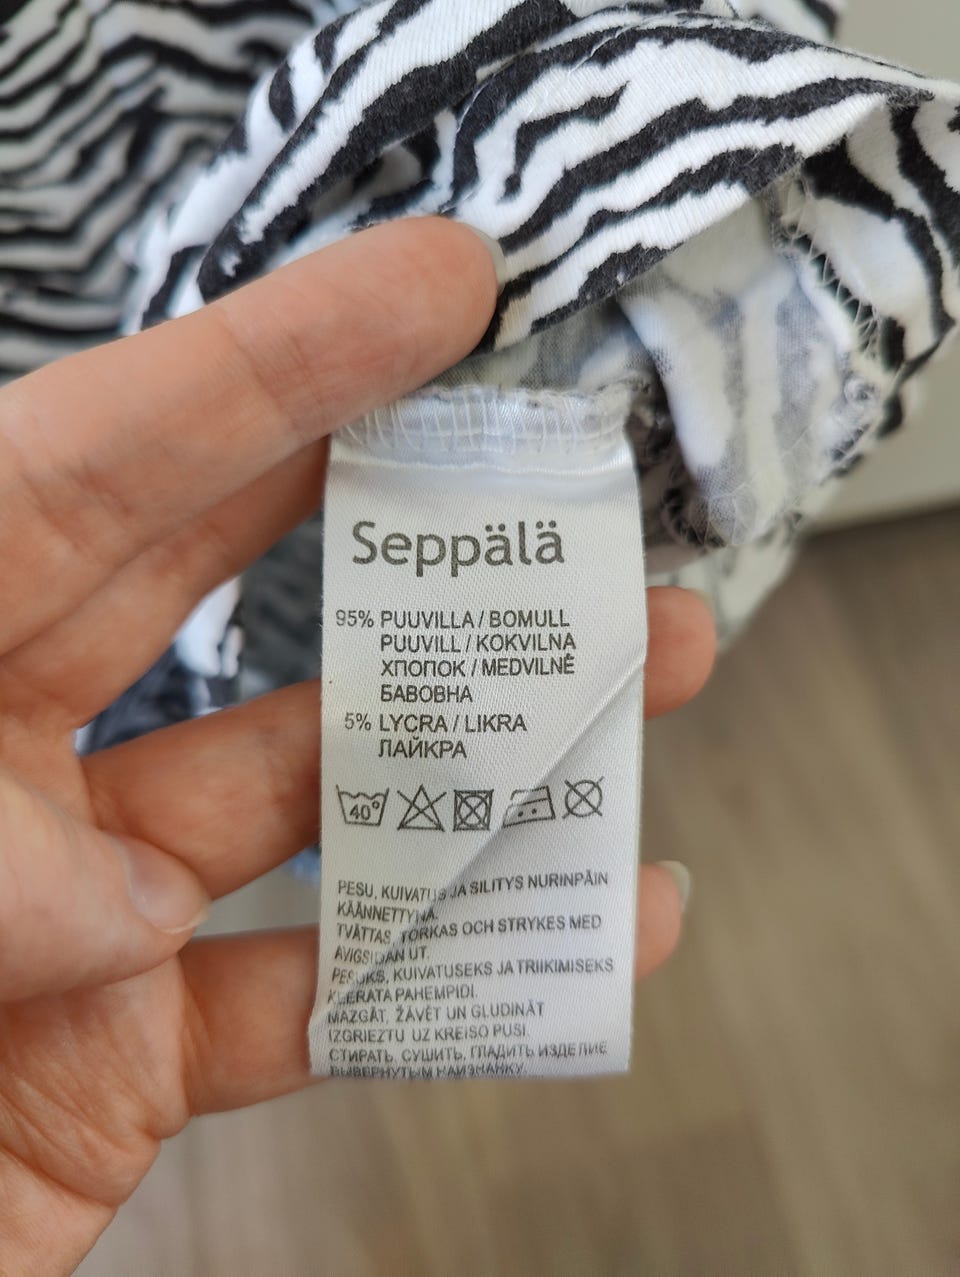 Seppälä
95% PUUVILLA / BOMULL
PUUVILL / KOKVILNA
ХЛОПОК / MEDVILNĖ
БАВОВНА
5% LYCRA / LIKRA
ЛАЙКРА
40°
PESU, KUIVATUS JA SILITYS NURINPÄIN
KÄÄNNETTYNÄ.
TVÄTTAS, TORKAS OCH STRYKES MED
AVIGSIDAN UT.
PESUKS, KUIVATUSEKS JA TRIIKIMISEKS
KEERATA PAHEMPIDI.
MAZGĀT, ŽĀVĒT UN GLUDINĀT
IZGRIEZTU UZ KREISO PUSI.
СТИРАТЬ, СУШИТЬ, ГЛАДИТЬ ИЗДЕЛИЕ
ВЫВЕРНУТЫМ НАИЗНАНКУ.